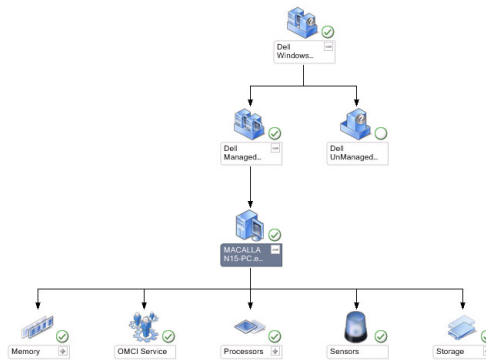 Dell
Windows..
Dell
Managed..
Dell
UnManaged..
MACALLA
N15-PC.e..
Memory
OMCI Service
Processors
Sensors
Storage